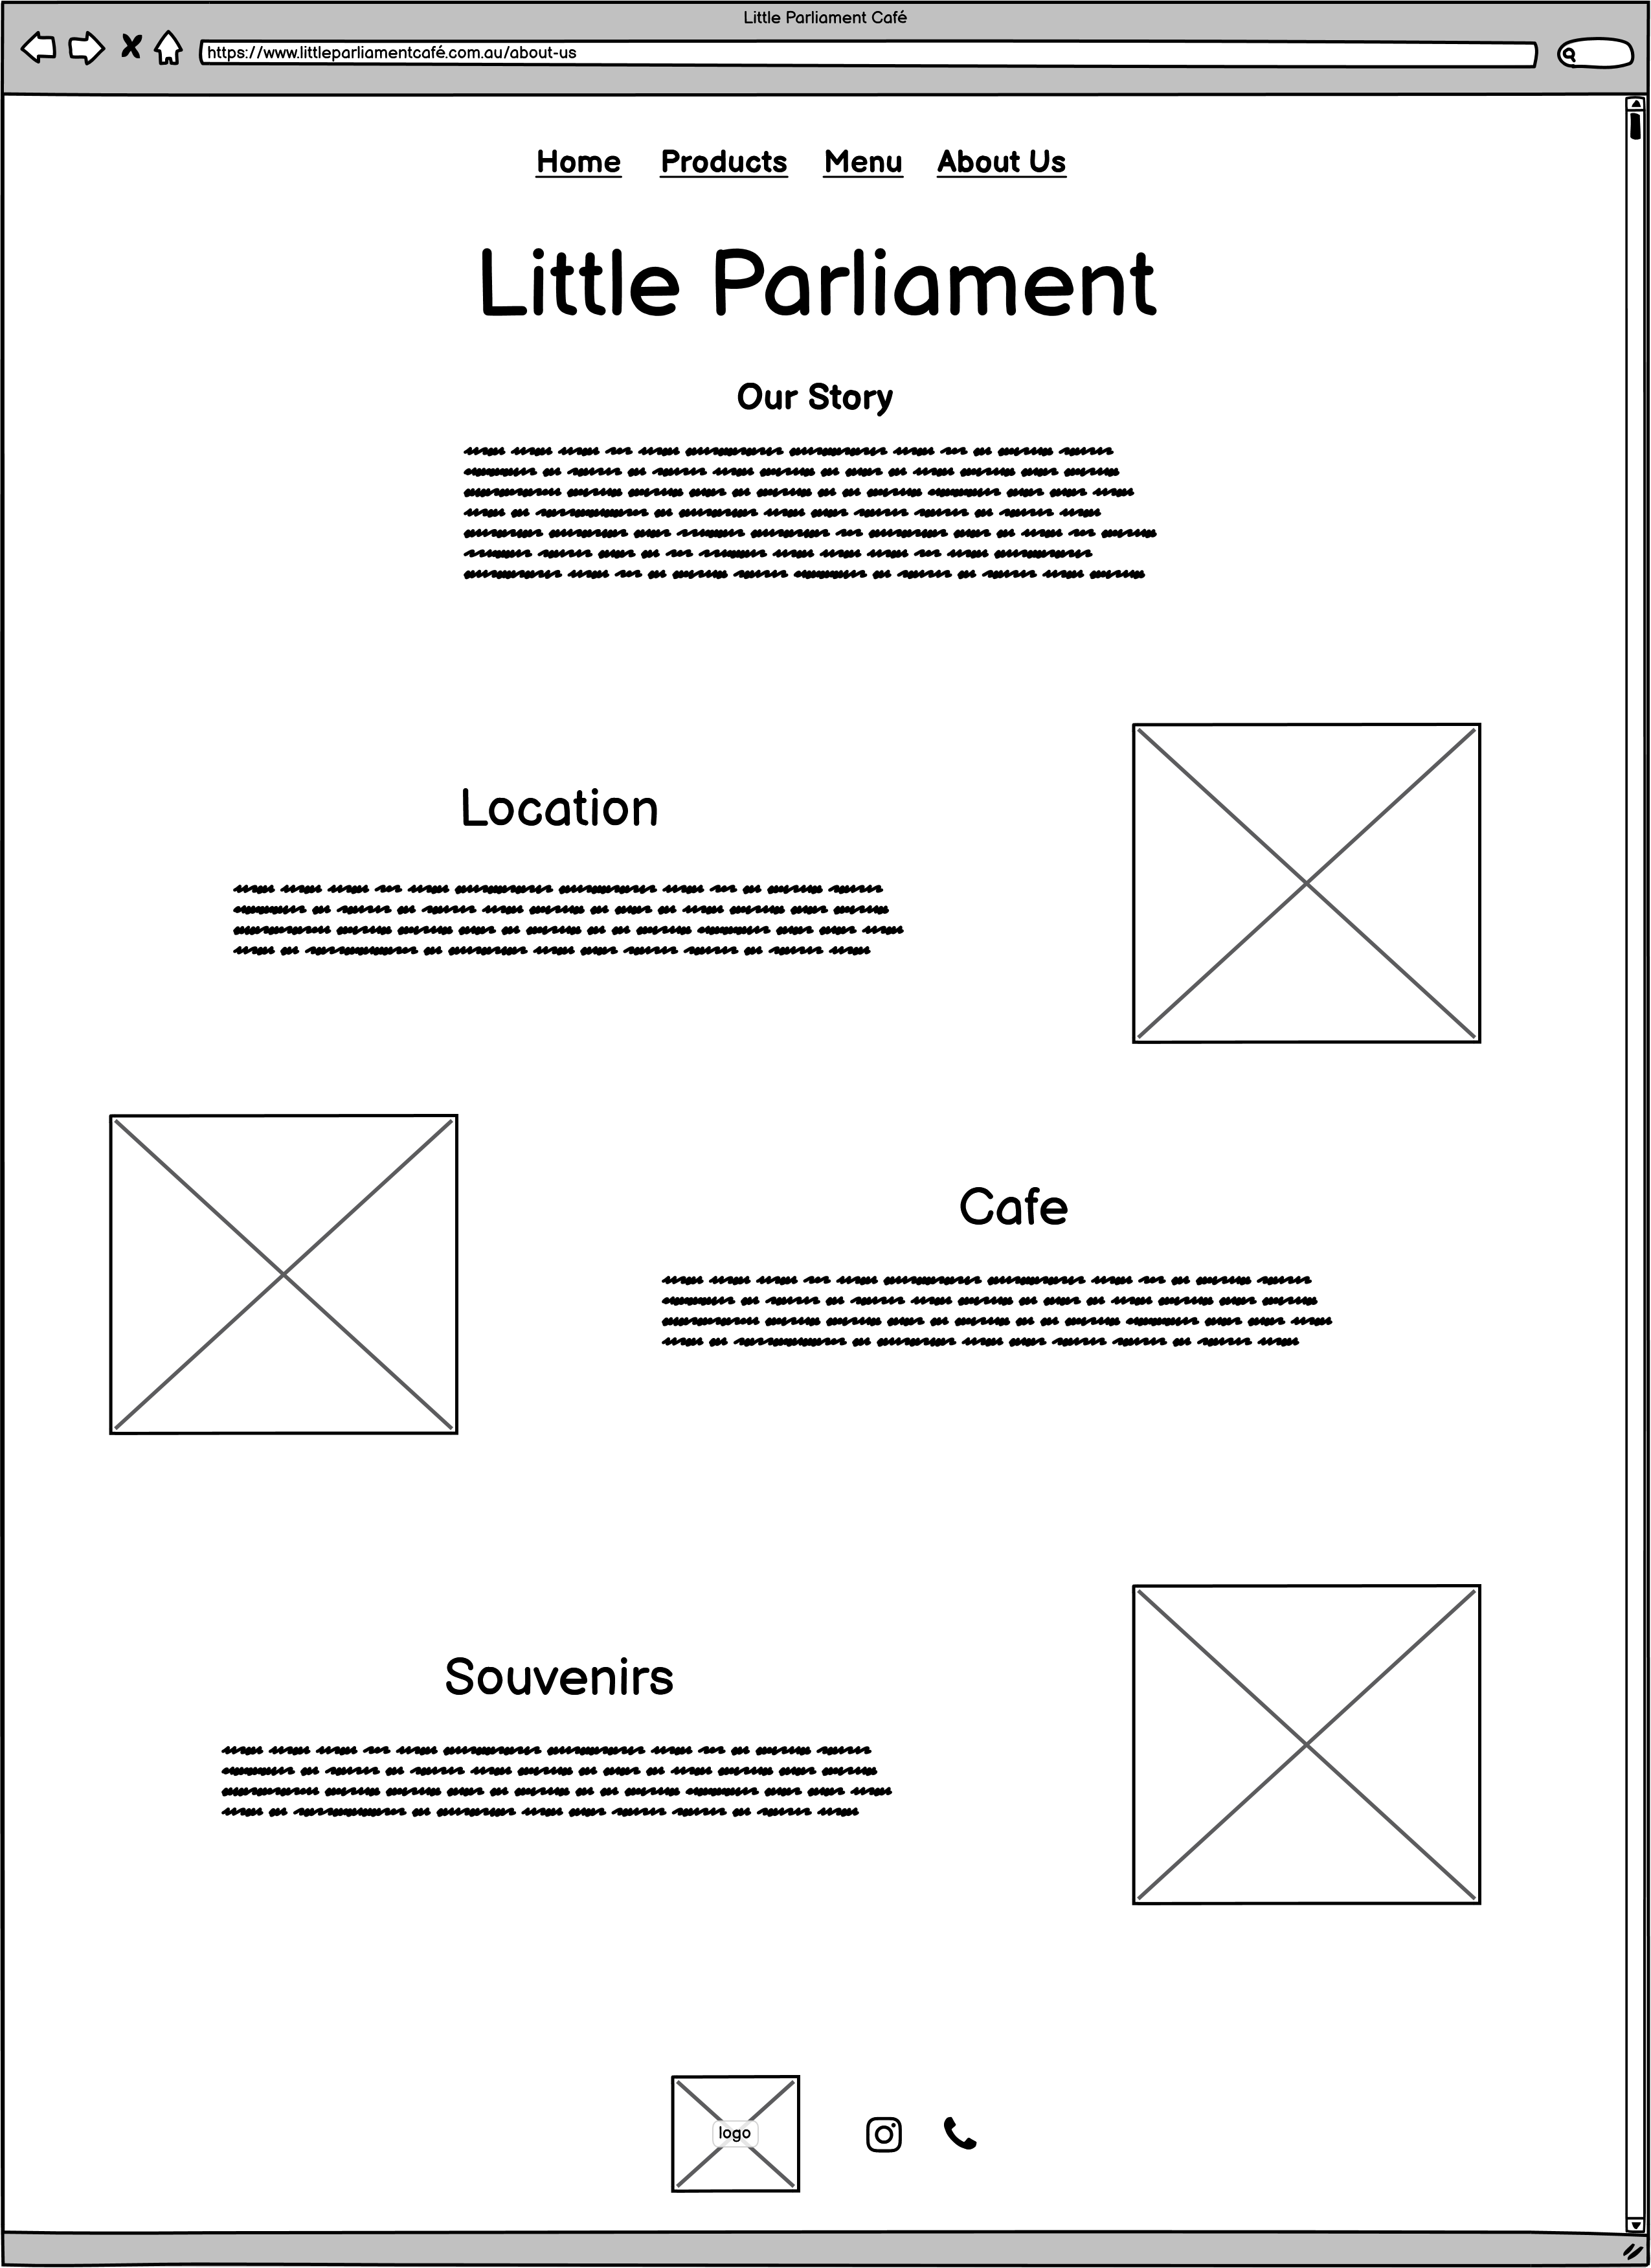 Little Parliament Café
https://www.littleparliamentcafé.com.au/about-us
Home Products Menu About Us
Little Parliament
Our Story
Location
Cafe
Souvenirs
logo